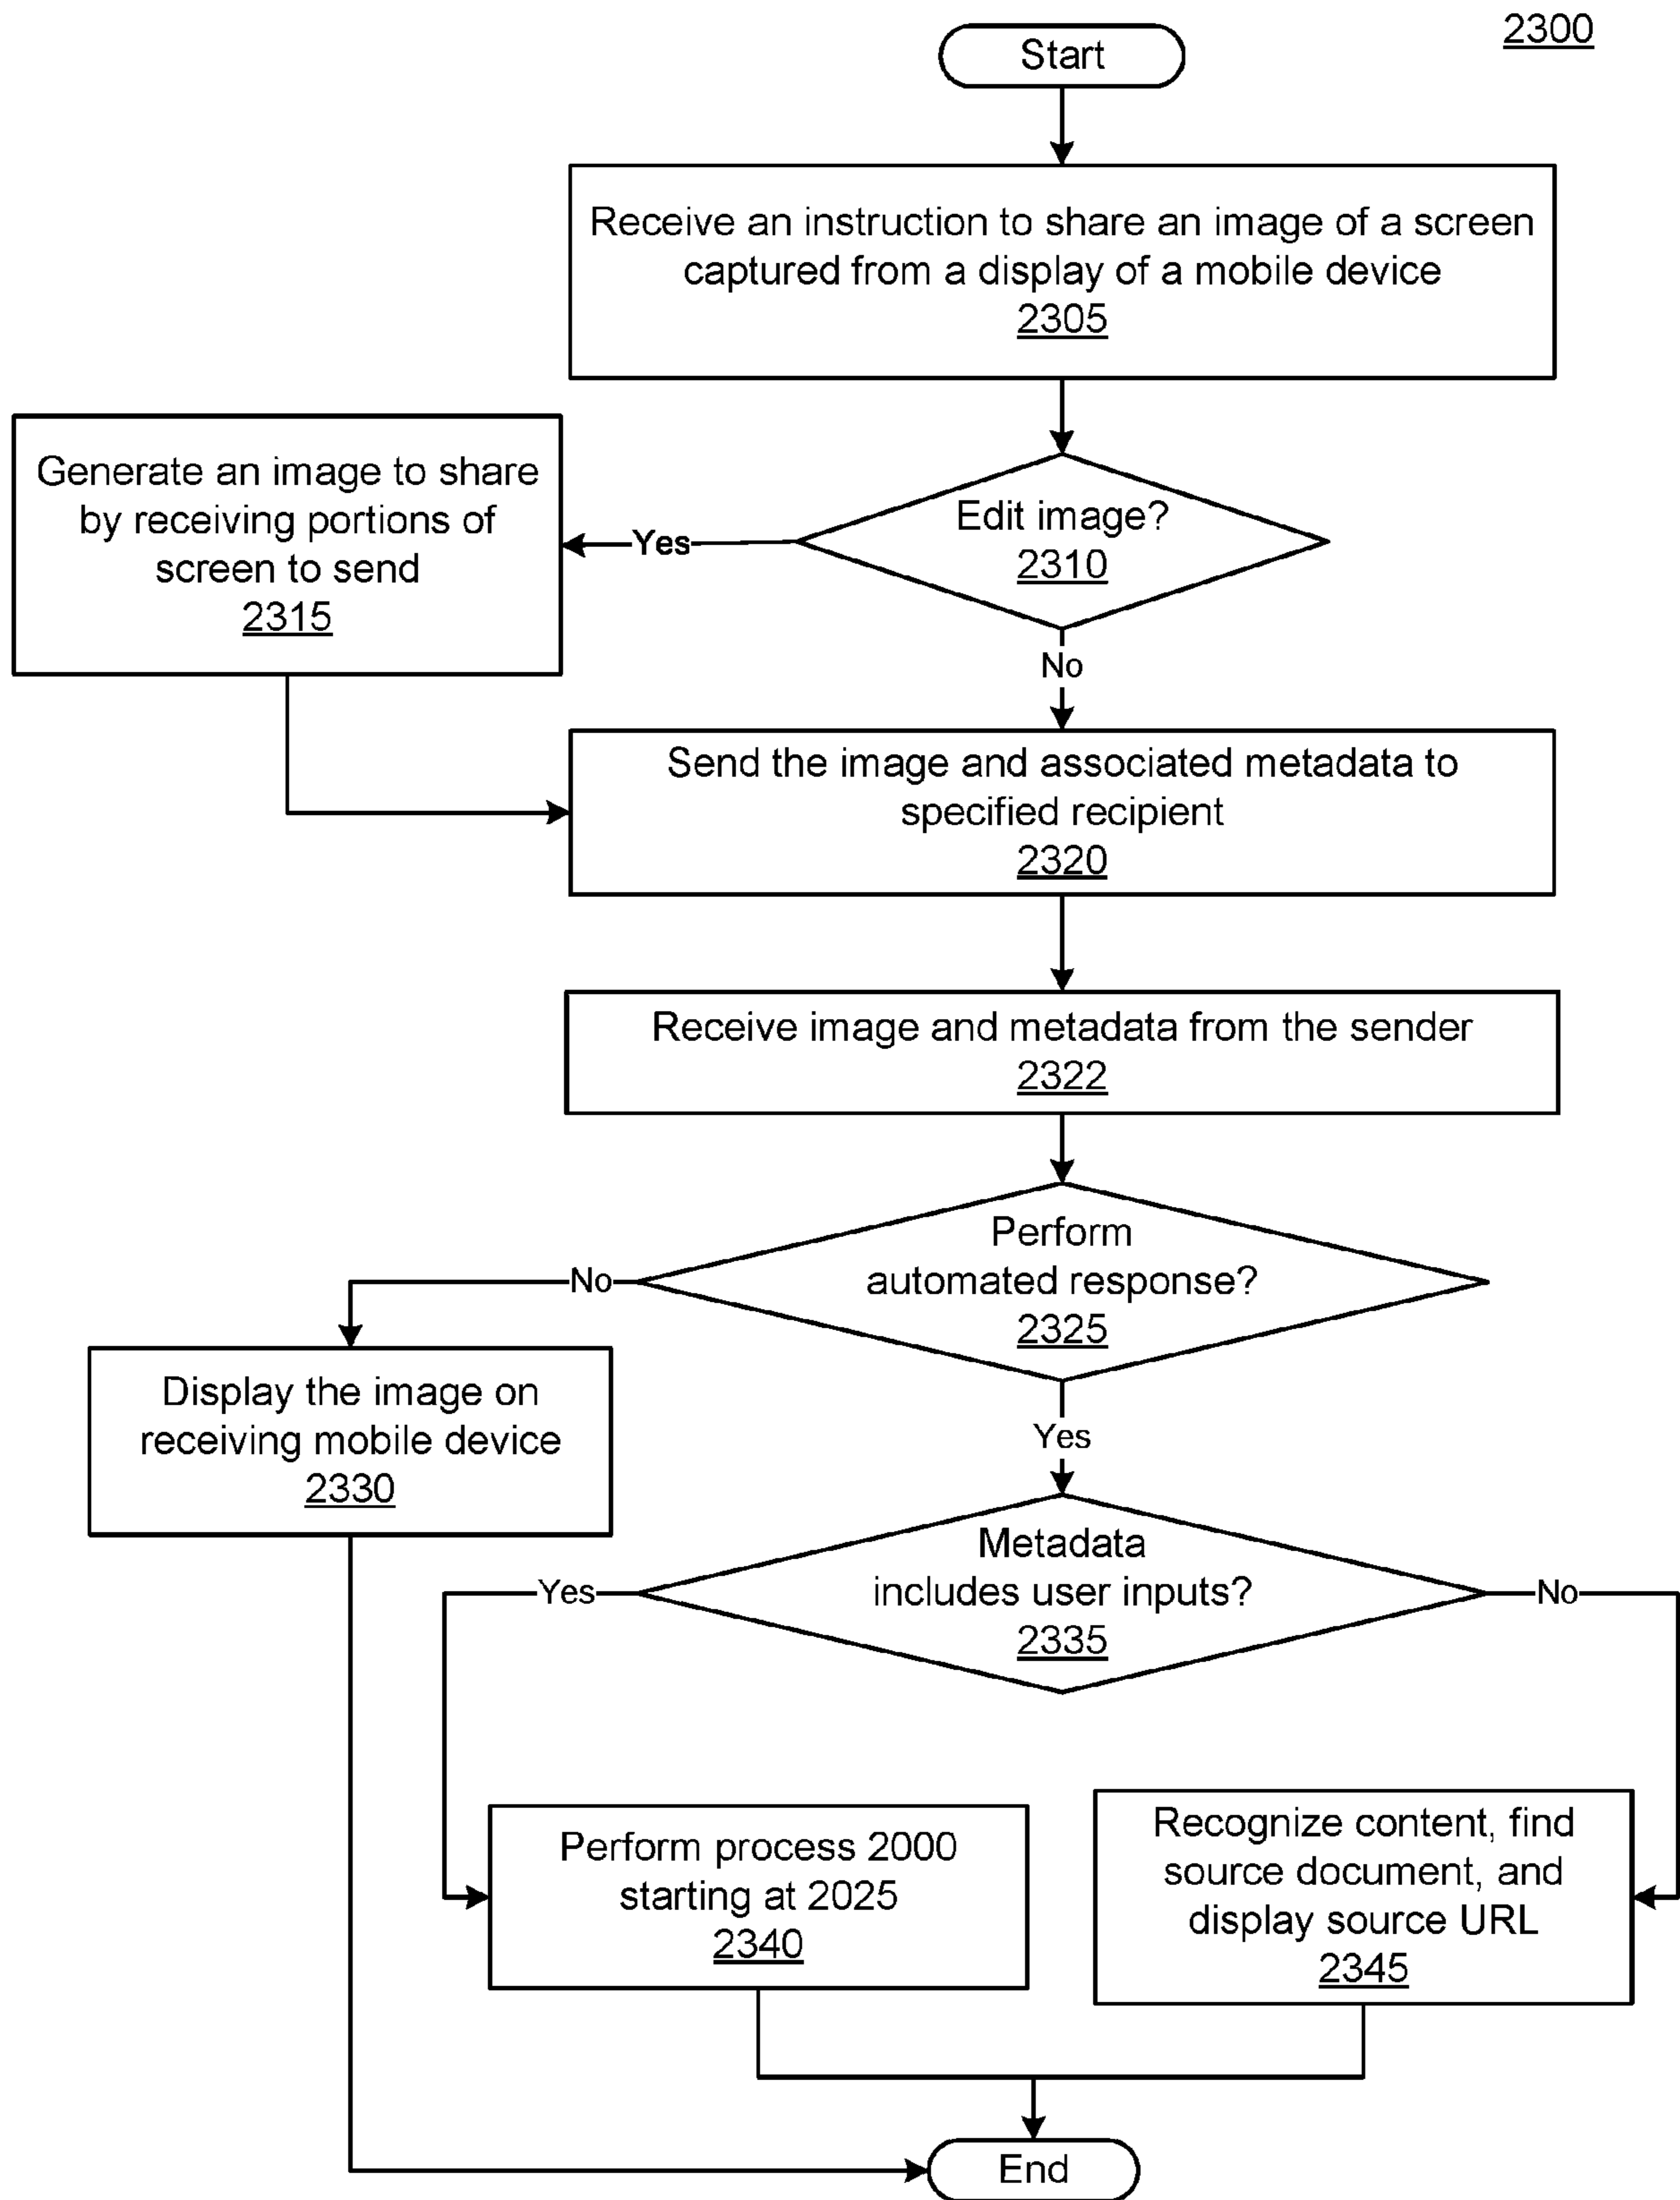 2300
Start
Receive an instruction to share an image of a screen
captured from a display of a mobile device
2305
Edit image?
2310
Yes
Generate an image to share
by receiving portions of
screen to send
2315
No
Send the image and associated metadata to
specified recipient
2320
Receive image and metadata from the sender
2322
Perform
automated response?
2325
No
Display the image on
receiving mobile device
2330
Yes
Metadata
includes user inputs?
2335
Yes
No
Perform process 2000
starting at 2025
2340
Recognize content, find
source document, and
display source URL
2345
End